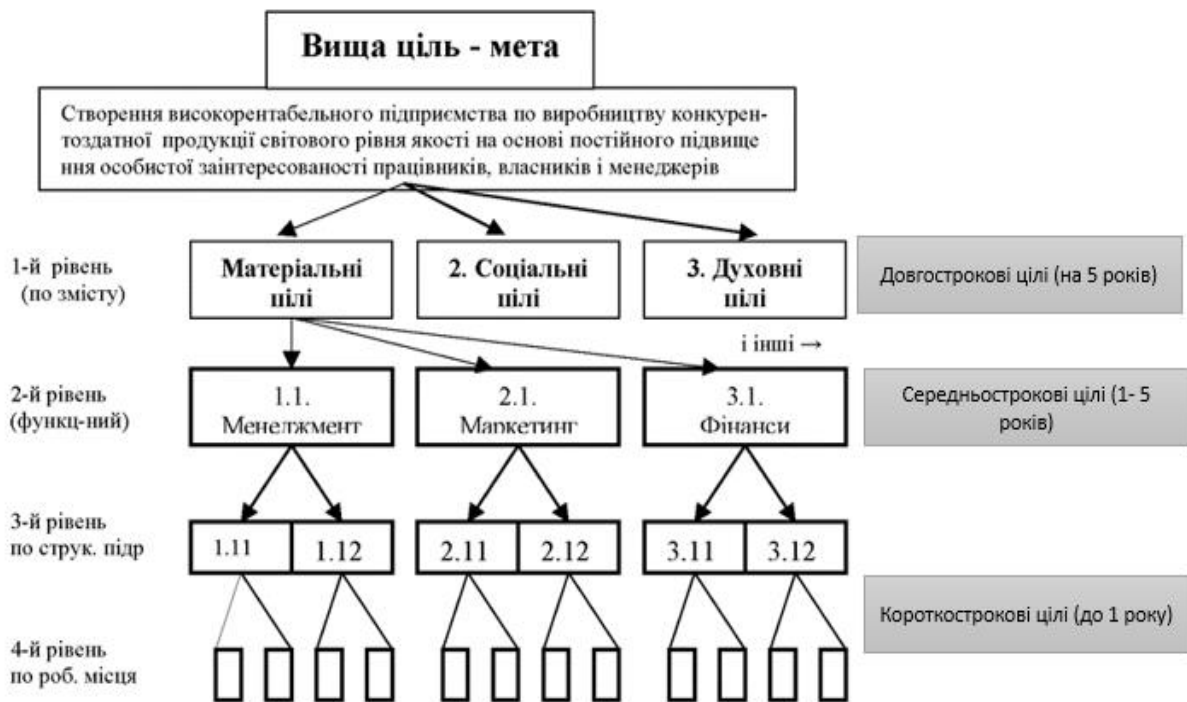 Вища ціль - мета
Створення високорентабельного підприємства по виробництву конкурен-
тоздатної продукції світового рівня якості на основі постійного підвище
ння особистої заінтересованості працівників, власників і менеджерів
1-й рівень
(по змісту)
Матеріальні
цілі
2. Соціальні
цілі
3. Духовні
цілі
Довгострокові цілі (на 5 років)
і інші →
2-й рівень
(функц-ний)
1.1.
Менеджмент
2.1.
Маркетинг
3.1.
Фінанси
Середньострокові цілі (1- 5
років)
3-й рівень
по струк. підр
1.11
1.12
2.11
2.12
3.11
3.12
Короткострокові цілі (до 1 року)
4-й рівень
по роб. місця